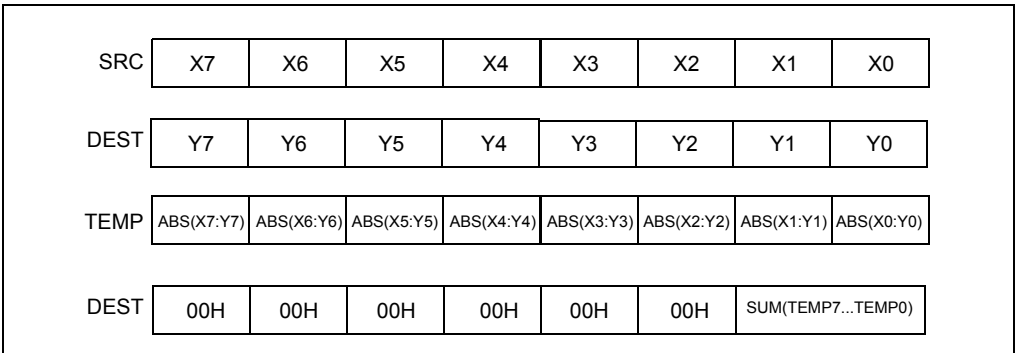 SRC X7 X6 X5 X4 X3 X2 X1 X0
DEST Y7 Y6 Y5 Y4 Y3 Y2 Y1 Y0
TEMP ABS(X7:Y7) ABS(X6:Y6) ABS(X5:Y5) ABS(X4:Y4) ABS(X3:Y3) ABS(X2:Y2) ABS(X1:Y1) ABS(X0:Y0)
DEST 00H 00H 00H 00H 00H 00H SUM(TEMP7...TEMP0)